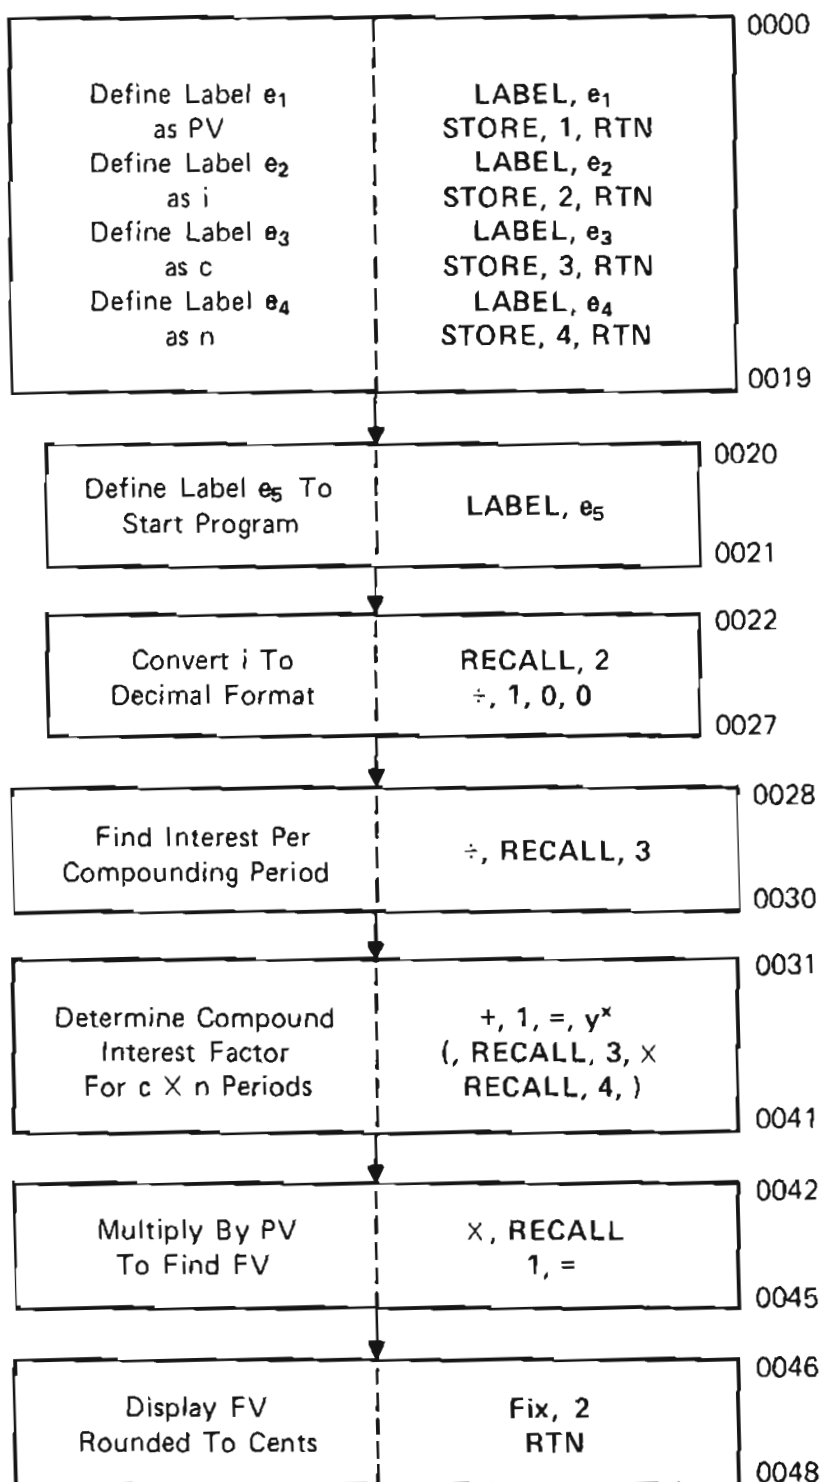 0000
Define Label e₁
as PV
Define Label e₂
as i
Define Label e₃
as c
Define Label e₄
as n
LABEL, e₁
STORE, 1, RTN
LABEL, e₂
STORE, 2, RTN
LABEL, e₃
STORE, 3, RTN
LABEL, e₄
STORE, 4, RTN
0019
0020
Define Label e₅ To
Start Program
LABEL, e₅
0021
0022
Convert i To
Decimal Format
RECALL, 2
÷, 1, 0, 0
0027
0028
Find Interest Per
Compounding Period
÷, RECALL, 3
0030
0031
Determine Compound
Interest Factor
For c X n Periods
+, 1, =, yˣ
(, RECALL, 3, X
RECALL, 4, )
0041
0042
Multiply By PV
To Find FV
X, RECALL
1, =
0045
0046
Display FV
Rounded To Cents
Fix, 2
RTN
0048